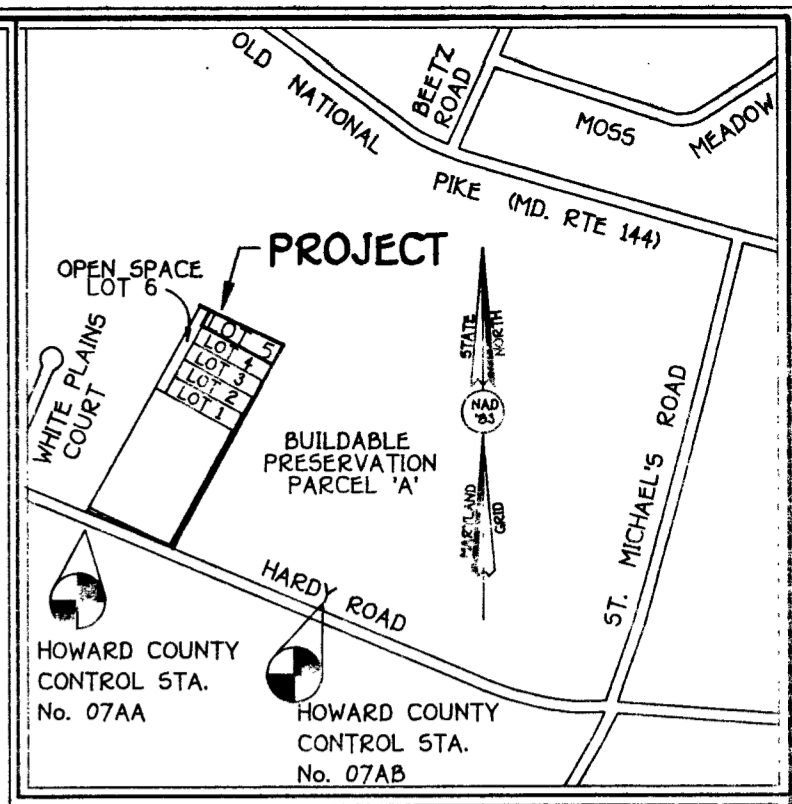 OLD NATIONAL
PIKE (MD. RTE 144)
BEETZ
ROAD
MOSS MEADOW
PROJECT
OPEN SPACE
LOT 6
LOT 5
LOT 4
LOT 3
LOT 2
LOT 1
WHITE PLAINS
COURT
STATE
NORTH
NAD
'83
MARYLAND
GRID
BUILDABLE
PRESERVATION
PARCEL 'A'
ST. MICHAEL'S ROAD
HARDY ROAD
HOWARD COUNTY
CONTROL STA.
No. 07AA
HOWARD COUNTY
CONTROL STA.
No. 07AB